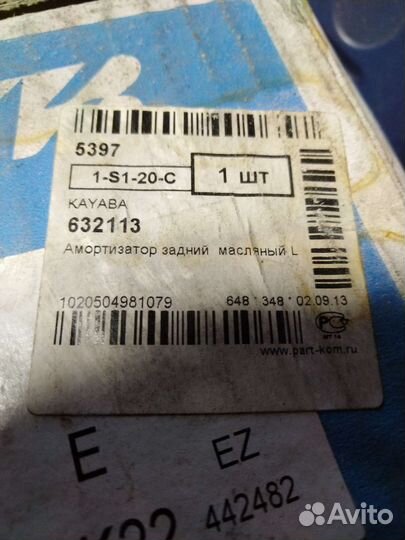 5397
1-S1-20-C
1 шт
KAYABA
632113
Амортизатор задний масляный L
1020504981079
648 * 348 * 02.09.13
РСТ
www.part-kom.ru
E
EZ
442482
Avito